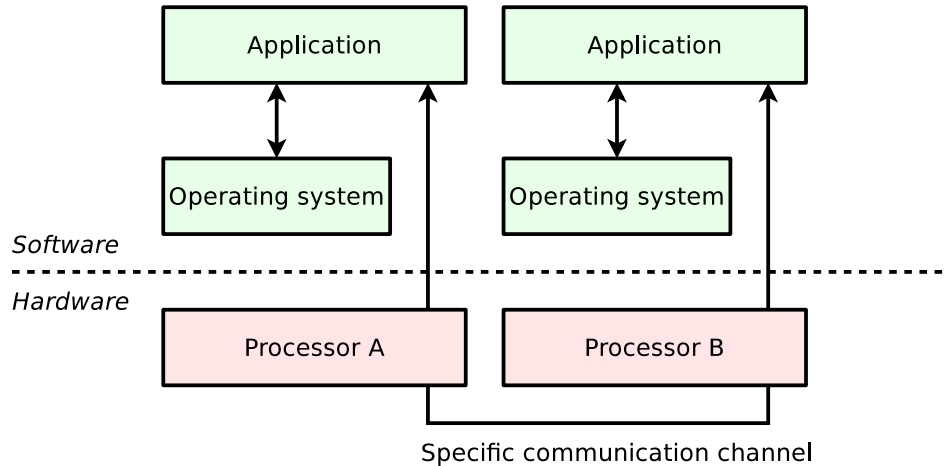 Application
Application
Operating system
Operating system
Software
Hardware
Processor A
Processor B
Specific communication channel